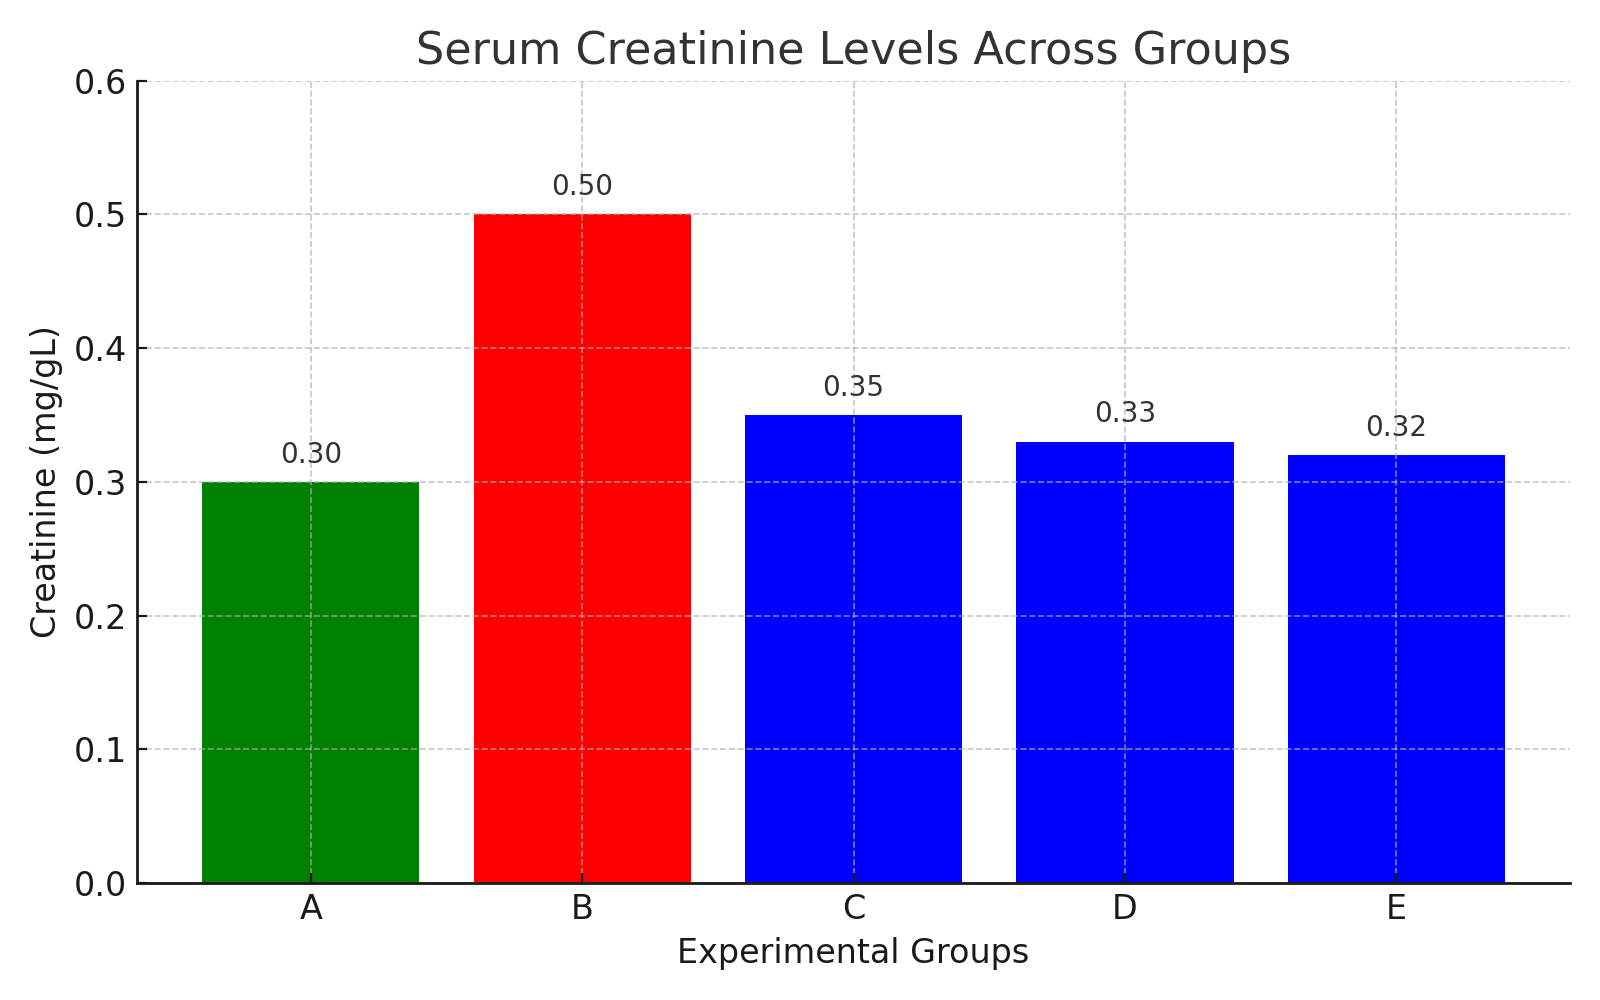 Serum Creatinine Levels Across Groups
0.6
0.5
0.4
0.3
0.2
0.1
0.0
Creatinine (mg/gL)
0.30
0.50
0.35
0.33
0.32
A
B
C
D
E
Experimental Groups